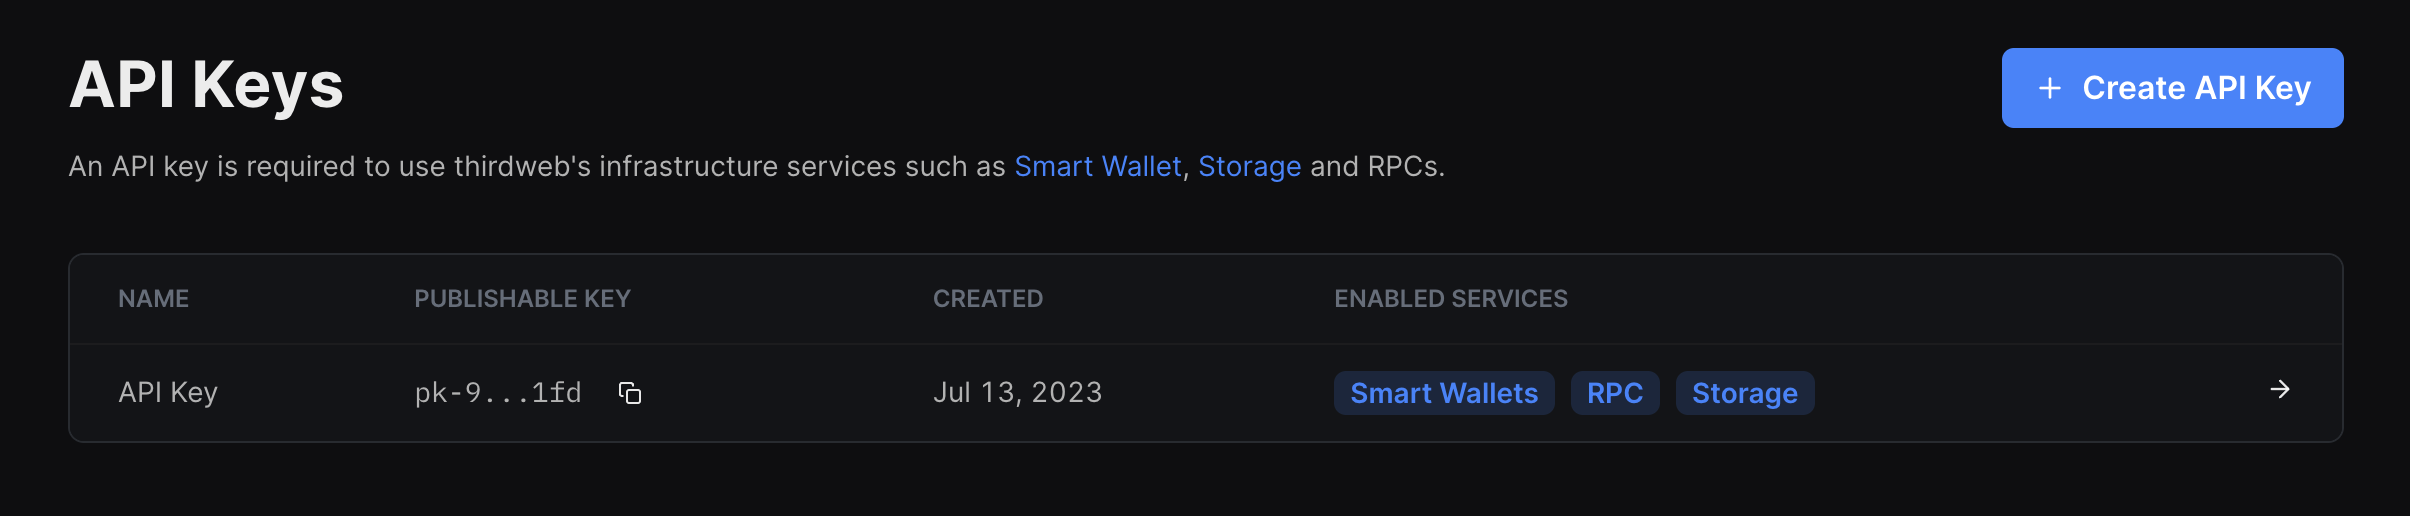 API Keys
+ Create API Key
An API key is required to use thirdweb's infrastructure services such as Smart Wallet, Storage and RPCs.
NAME PUBLISHABLE KEY CREATED ENABLED SERVICES
API Key pk-9...1fd Jul 13, 2023 Smart Wallets RPC Storage